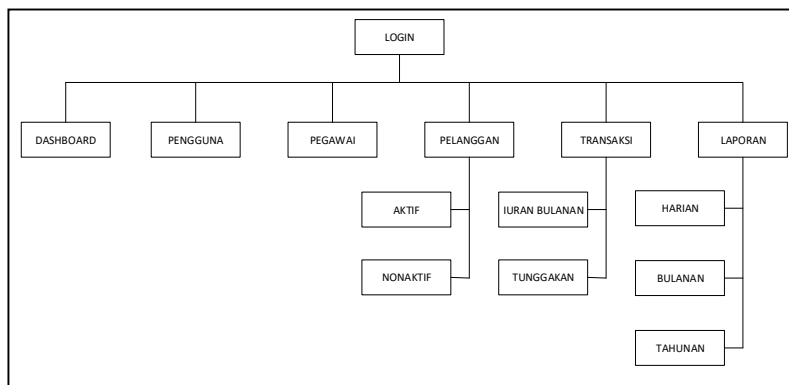 LOGIN
DASHBOARD
PENGGUNA
PEGAWAI
PELANGGAN
TRANSAKSI
LAPORAN
AKTIF
IURAN BULANAN
HARIAN
NONAKTIF
TUNGGAKAN
BULANAN
TAHUNAN